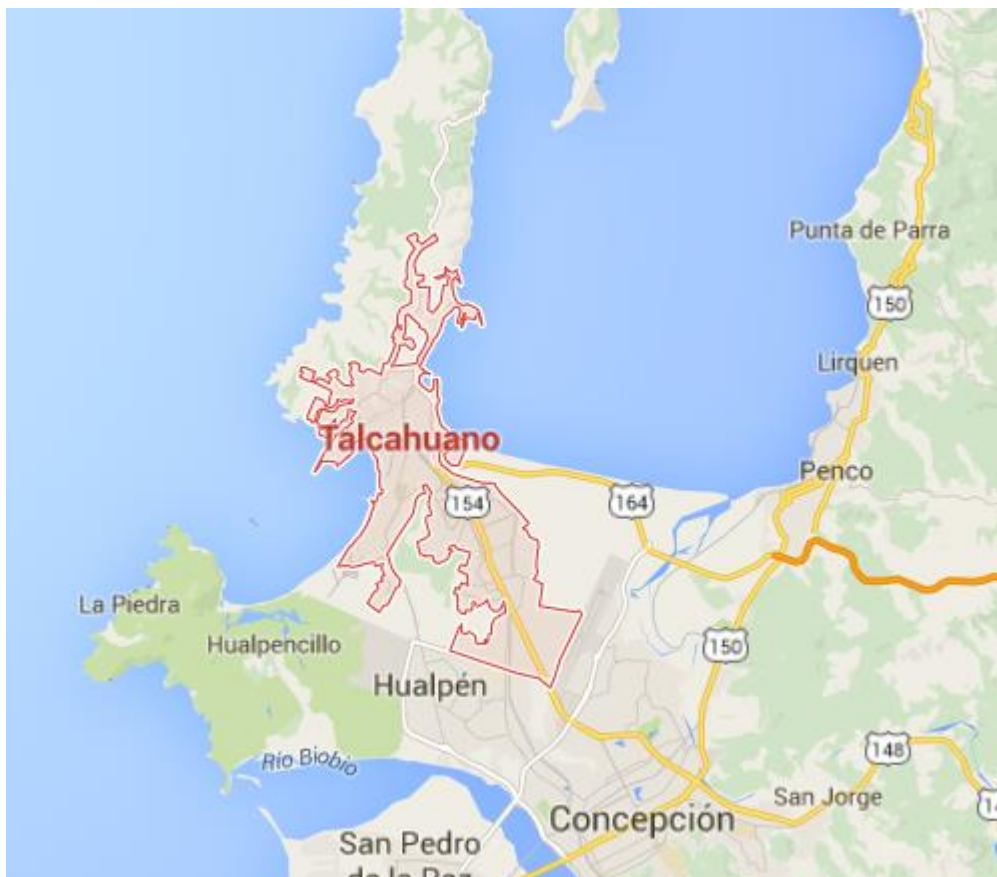 Punta de Parra
150
Lirquen
Talcahuano
Penco
154
164
La Piedra
Hualpencillo
150
Hualpén
Río Biobio
148
San Jorge
Concepción
San Pedro